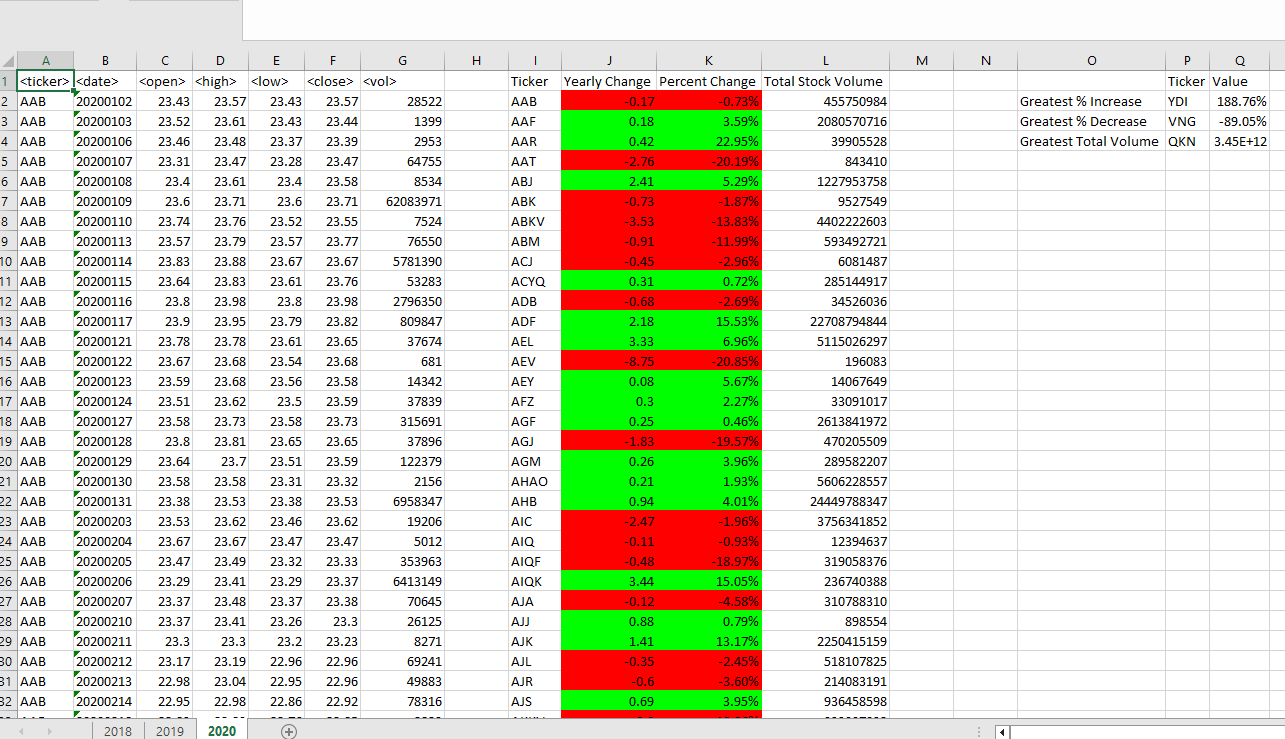 A B C D E F G H I J K L M N O P Q
1 <ticker> <date> <open> <high> <low> <close> <vol> Ticker Yearly Change Percent Change Total Stock Volume Ticker Value
2 AAB 20200102 23.43 23.57 23.43 23.57 28522 AAB -0.17 -0.73% 455750984 Greatest % Increase YDI 188.76%
3 AAB 20200103 23.52 23.61 23.43 23.44 1399 AAF 0.18 3.59% 2080570716 Greatest % Decrease VNG -89.05%
4 AAB 20200106 23.46 23.48 23.37 23.39 2953 AAR 0.42 22.95% 39905528 Greatest Total Volume QKN 3.45E+12
5 AAB 20200107 23.31 23.47 23.28 23.47 64755 AAT -2.76 -20.19% 843410
6 AAB 20200108 23.4 23.61 23.4 23.58 8534 ABJ 2.41 5.29% 1227953758
7 AAB 20200109 23.6 23.71 23.6 23.71 62083971 ABK -0.73 -1.87% 9527549
8 AAB 20200110 23.74 23.76 23.52 23.55 7524 ABKV -3.53 -13.83% 4402222603
9 AAB 20200113 23.57 23.79 23.57 23.77 76550 ABM -0.91 -11.99% 593492721
10 AAB 20200114 23.83 23.88 23.67 23.67 5781390 ACJ -0.45 -2.96% 6081487
11 AAB 20200115 23.64 23.83 23.61 23.76 53283 ACYQ 0.31 0.72% 285144917
12 AAB 20200116 23.8 23.98 23.8 23.98 2796350 ADB -0.68 -2.69% 34526036
13 AAB 20200117 23.9 23.95 23.79 23.82 809847 ADF 2.18 15.53% 22708794844
14 AAB 20200121 23.78 23.78 23.61 23.65 37674 AEL 3.33 6.96% 5115026297
15 AAB 20200122 23.67 23.68 23.54 23.68 681 AEV -8.75 -20.85% 196083
16 AAB 20200123 23.59 23.68 23.56 23.58 14342 AEY 0.08 5.67% 14067649
17 AAB 20200124 23.51 23.62 23.5 23.59 37839 AFZ 0.3 2.27% 33091017
18 AAB 20200127 23.58 23.73 23.58 23.73 315691 AGF 0.25 0.46% 2613841972
19 AAB 20200128 23.8 23.81 23.65 23.65 37896 AGJ -1.83 -19.57% 470205509
20 AAB 20200129 23.64 23.7 23.51 23.59 122379 AGM 0.26 3.96% 289582207
21 AAB 20200130 23.58 23.58 23.31 23.32 2156 AHAO 0.21 1.93% 5606228557
22 AAB 20200131 23.38 23.53 23.38 23.53 6958347 AHB 0.94 4.01% 24449788347
23 AAB 20200203 23.53 23.62 23.46 23.62 19206 AIC -2.47 -1.96% 3756341852
24 AAB 20200204 23.67 23.67 23.47 23.47 5012 AIQ -0.11 -0.93% 12394637
25 AAB 20200205 23.47 23.49 23.32 23.33 353963 AIQF -0.48 -18.97% 319058376
26 AAB 20200206 23.29 23.41 23.29 23.37 6413149 AIQK 3.44 15.05% 236740388
27 AAB 20200207 23.37 23.48 23.37 23.38 70645 AJA -0.12 -4.58% 310788310
28 AAB 20200210 23.37 23.41 23.26 23.3 26125 AJJ 0.88 0.79% 898554
29 AAB 20200211 23.3 23.3 23.2 23.23 8271 AJK 1.41 13.17% 2250415159
30 AAB 20200212 23.17 23.19 22.96 22.96 69241 AJL -0.35 -2.45% 518107825
31 AAB 20200213 22.98 23.04 22.95 22.96 49883 AJR -0.6 -3.60% 214083191
32 AAB 20200214 22.95 22.98 22.86 22.92 78316 AJS 0.69 3.95% 936458598
2018 2019 2020